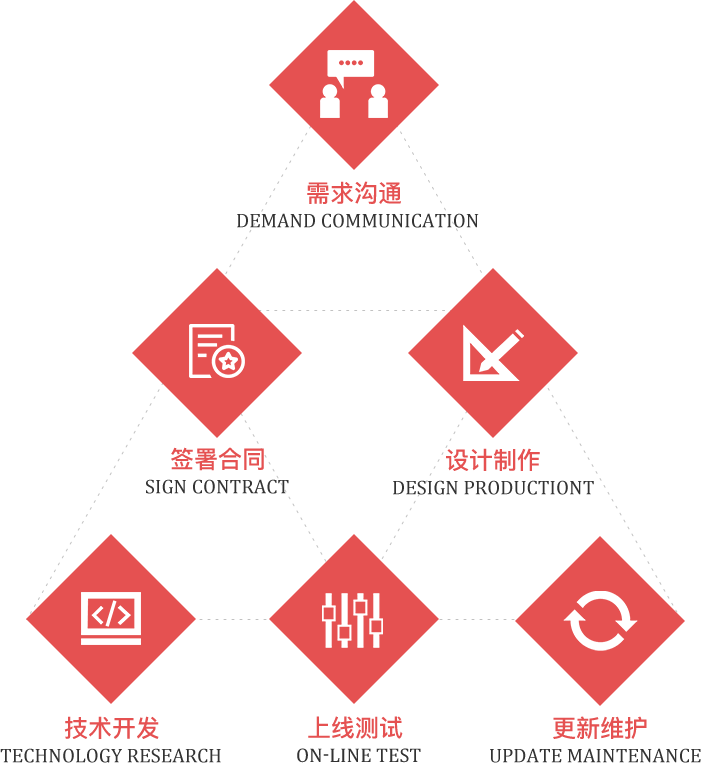 需求沟通
DEMAND COMMUNICATION
签署合同
SIGN CONTRACT
设计制作
DESIGN PRODUCTIONT
技术开发
TECHNOLOGY RESEARCH
上线测试
ON-LINE TEST
更新维护
UPDATE MAINTENANCE